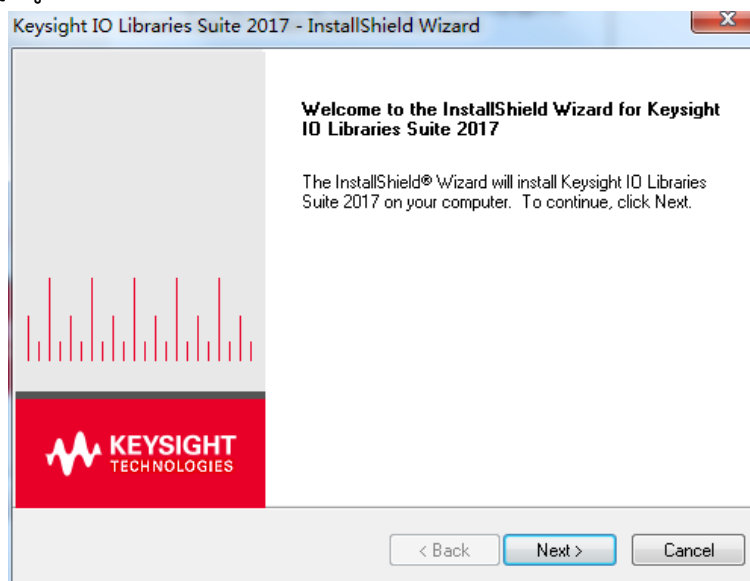 Keysight IO Libraries Suite 2017 - InstallShield Wizard
Welcome to the InstallShield Wizard for Keysight
IO Libraries Suite 2017
The InstallShield® Wizard will install Keysight IO Libraries
Suite 2017 on your computer.  To continue, click Next.
KEYSIGHT
TECHNOLOGIES
< Back
Next >
Cancel